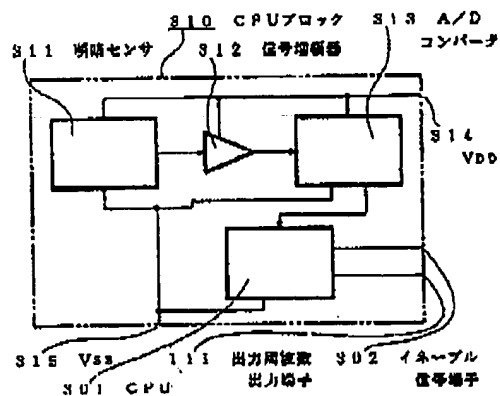 310 CPUブロック
313 A/D
コンバータ
311 明暗センサ
312 信号増幅器
314
VDD
315 Vss
301 CPU
111 出力周波数
出力端子
302 イネーブル
信号端子